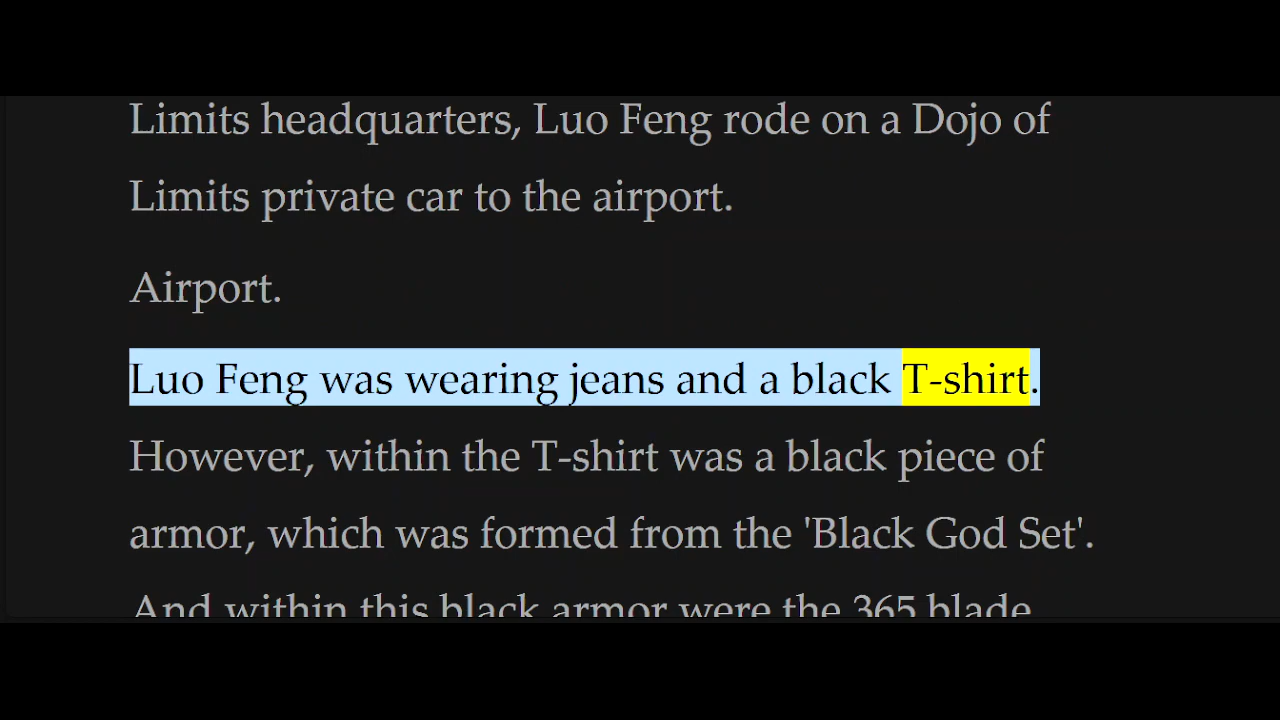 Limits headquarters, Luo Feng rode on a Dojo of
Limits private car to the airport.
Airport.
Luo Feng was wearing jeans and a black T-shirt.
However, within the T-shirt was a black piece of
armor, which was formed from the 'Black God Set'.
And within this black armor were the 365 blade